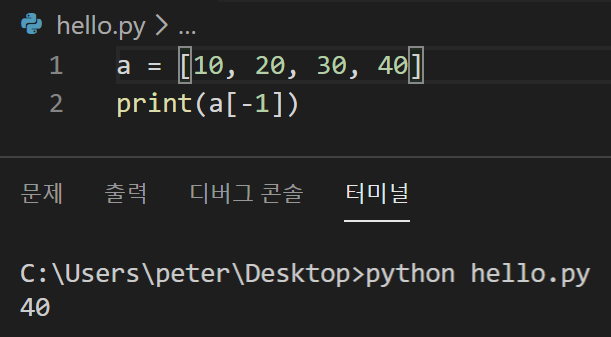 hello.py > ...
1 a = [10, 20, 30, 40]
2 print(a[-1])
문제 출력 디버그 콘솔 터미널
C:\Users\peter\Desktop>python hello.py
40